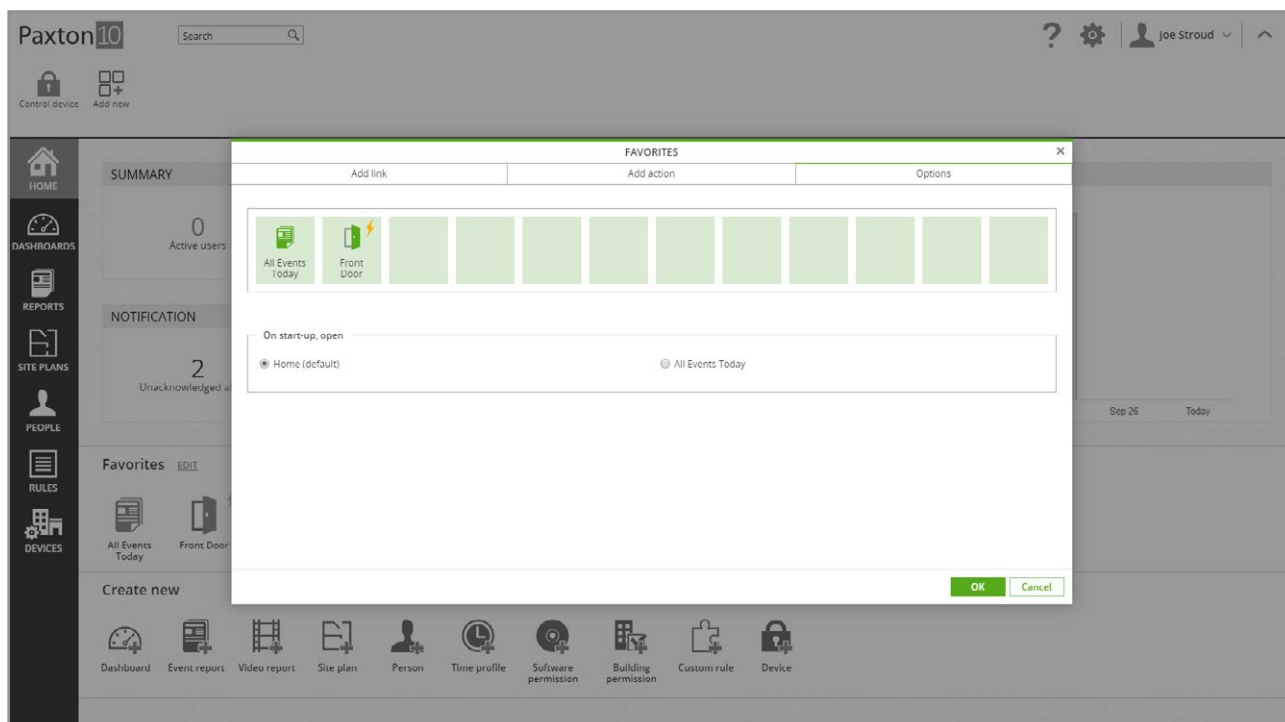 Paxton10
Search
?
Joe Stroud
Control device
Add new
HOME
DASHBOARDS
REPORTS
SITE PLANS
PEOPLE
RULES
DEVICES
SUMMARY
0
Active users
NOTIFICATION
2
Unacknowledged al
FAVORITES
Add link
Add action
Options
All Events
Today
Front
Door
On start-up, open
Home (default)
All Events Today
OK
Cancel
Sep 26
Today
Favorites EDIT
All Events
Today
Front Door
Create new
Dashboard
Event report
Video report
Site plan
Person
Time profile
Software
permission
Building
permission
Custom rule
Device